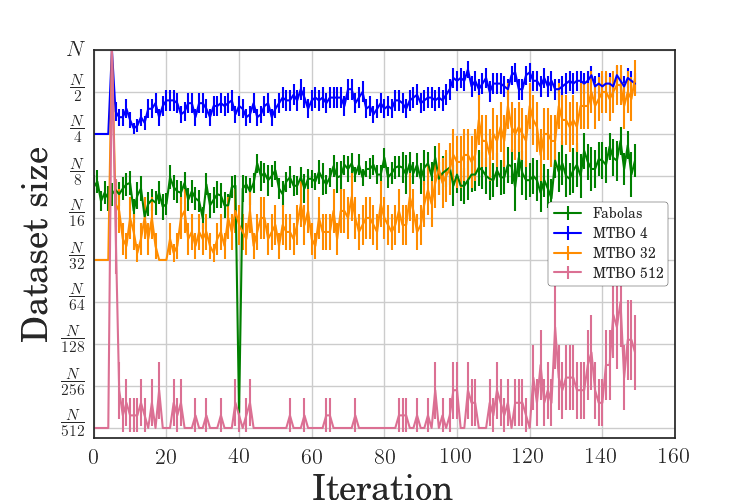 N
N/2
N/4
N/8
N/16
N/32
N/64
N/128
N/256
N/512
Dataset size
Fabolas
MTBO 4
MTBO 32
MTBO 512
0 20 40 60 80 100 120 140 160
Iteration